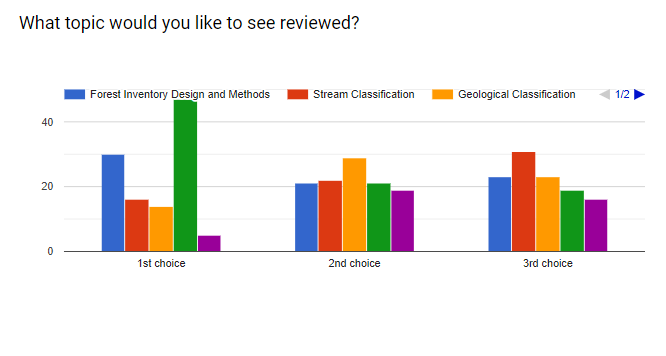 What topic would you like to see reviewed?
Forest Inventory Design and Methods Stream Classification Geological Classification 1/2
40
20
0
1st choice 2nd choice 3rd choice